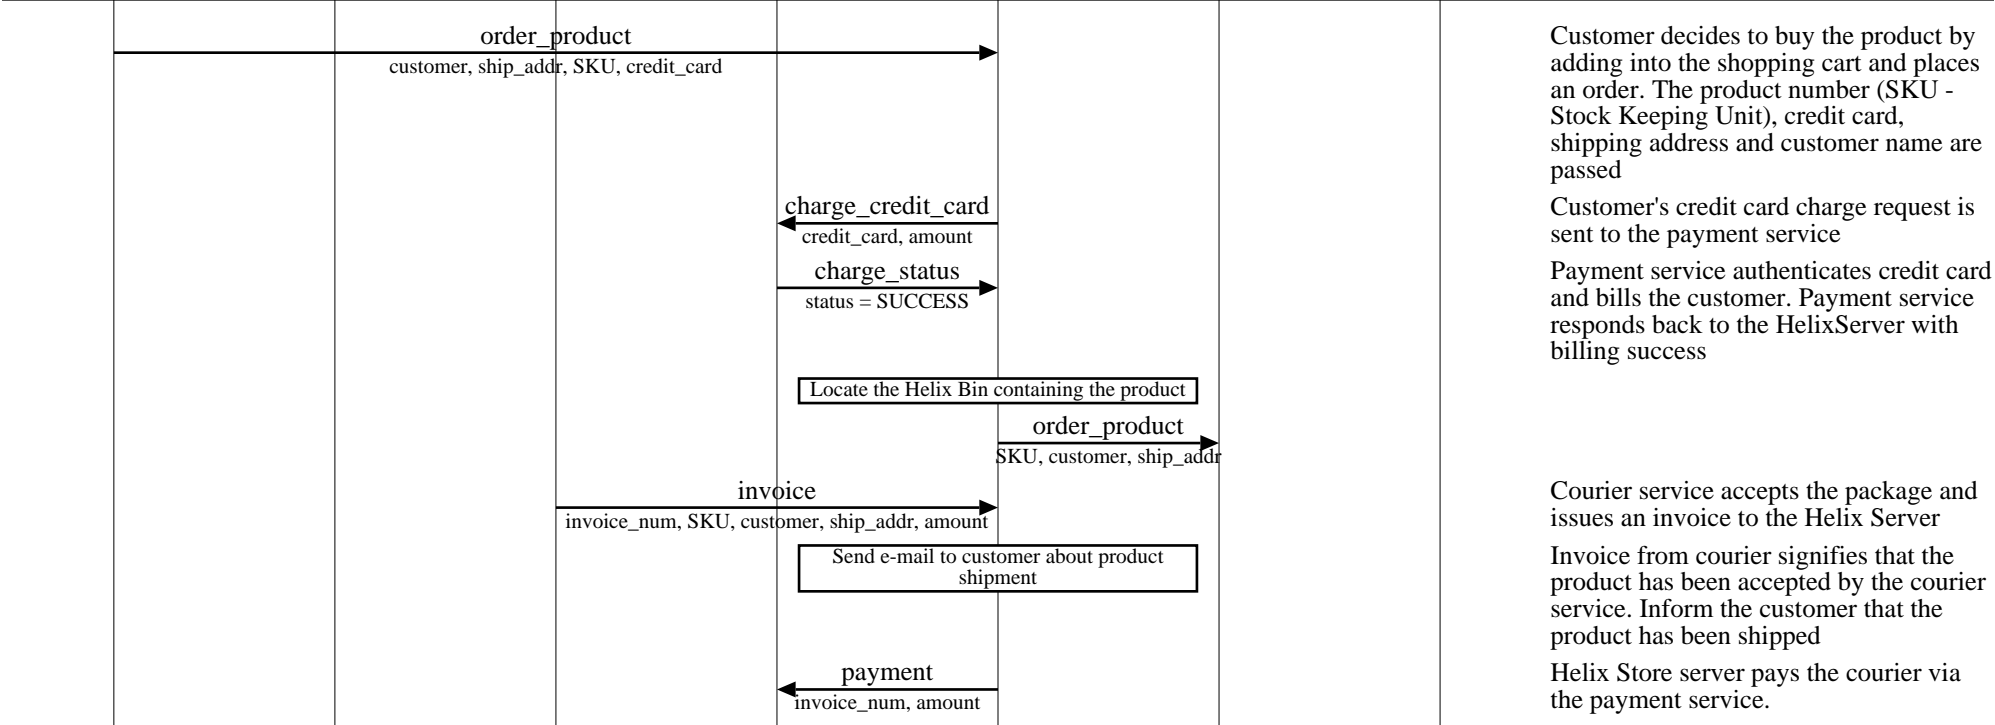 order_product
customer, ship_addr, SKU, credit_card
Customer decides to buy the product by
adding into the shopping cart and places
an order. The product number (SKU -
Stock Keeping Unit), credit card,
shipping address and customer name are
passed
charge_credit_card
credit_card, amount
Customer's credit card charge request is
sent to the payment service
charge_status
status = SUCCESS
Payment service authenticates credit card
and bills the customer. Payment service
responds back to the HelixServer with
billing success
Locate the Helix Bin containing the product
order_product
SKU, customer, ship_addr
invoice
invoice_num, SKU, customer, ship_addr, amount
Courier service accepts the package and
issues an invoice to the Helix Server
Send e-mail to customer about product
shipment
Invoice from courier signifies that the
product has been accepted by the courier
service. Inform the customer that the
product has been shipped
payment
invoice_num, amount
Helix Store server pays the courier via
the payment service.